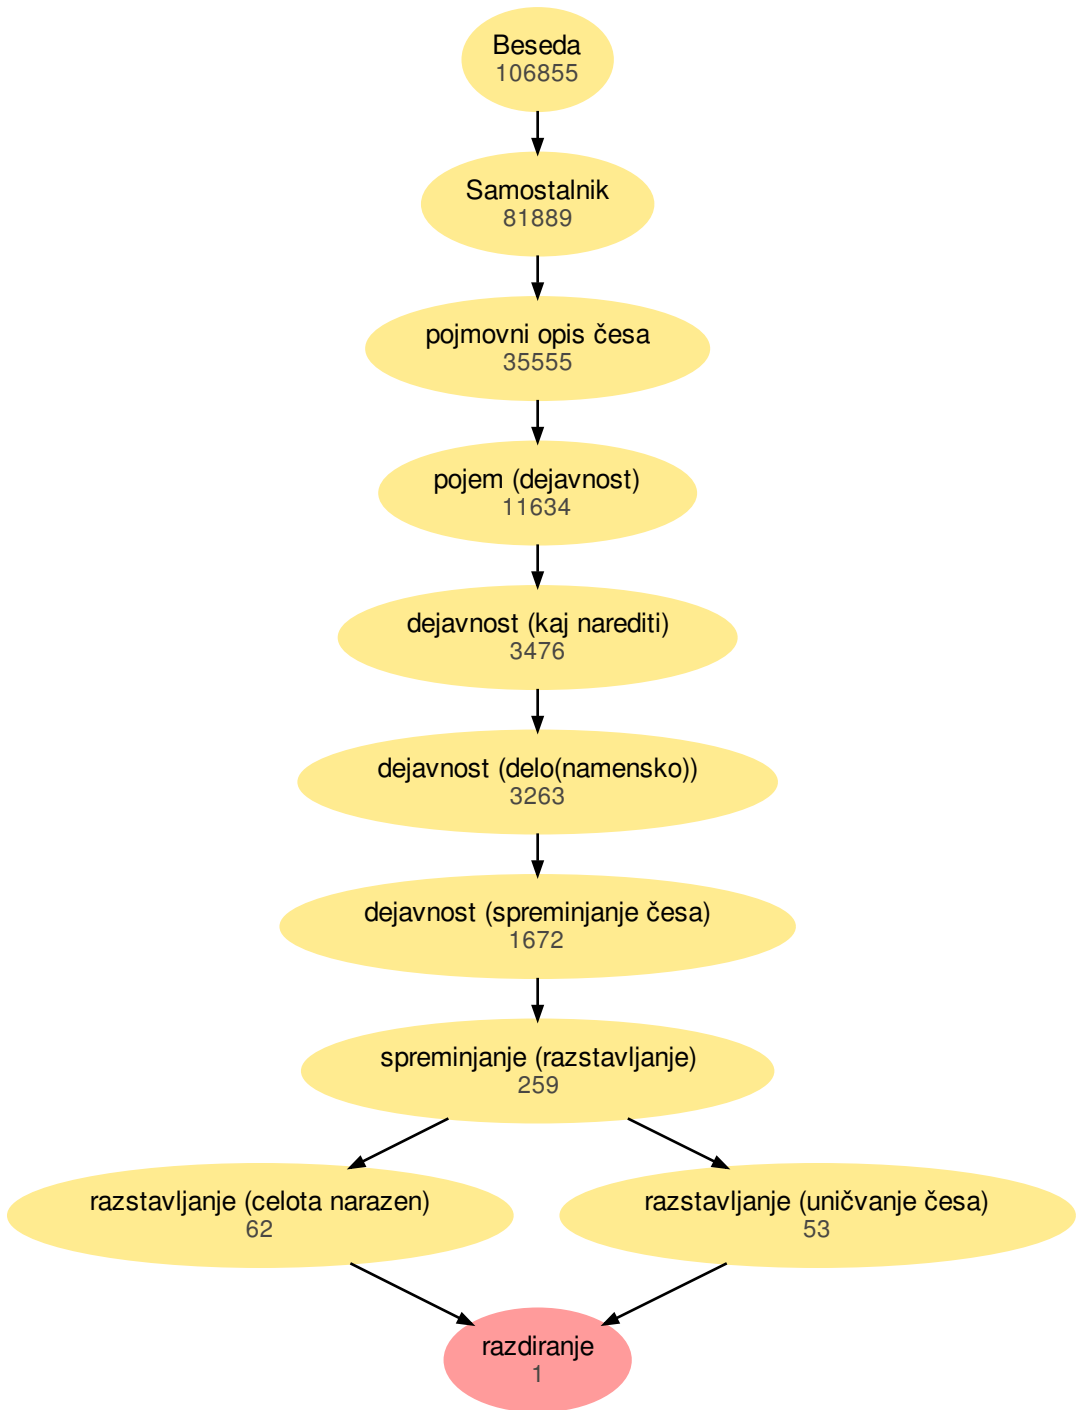 Beseda
106855
Samostalnik
81889
pojmovni opis česa
35555
pojem (dejavnost)
11634
dejavnost (kaj narediti)
3476
dejavnost (delo(namensko))
3263
dejavnost (spreminjanje česa)
1672
spreminjanje (razstavljanje)
259
razstavljanje (celota narazen)
62
razstavljanje (uničvanje česa)
53
razdiranje
1